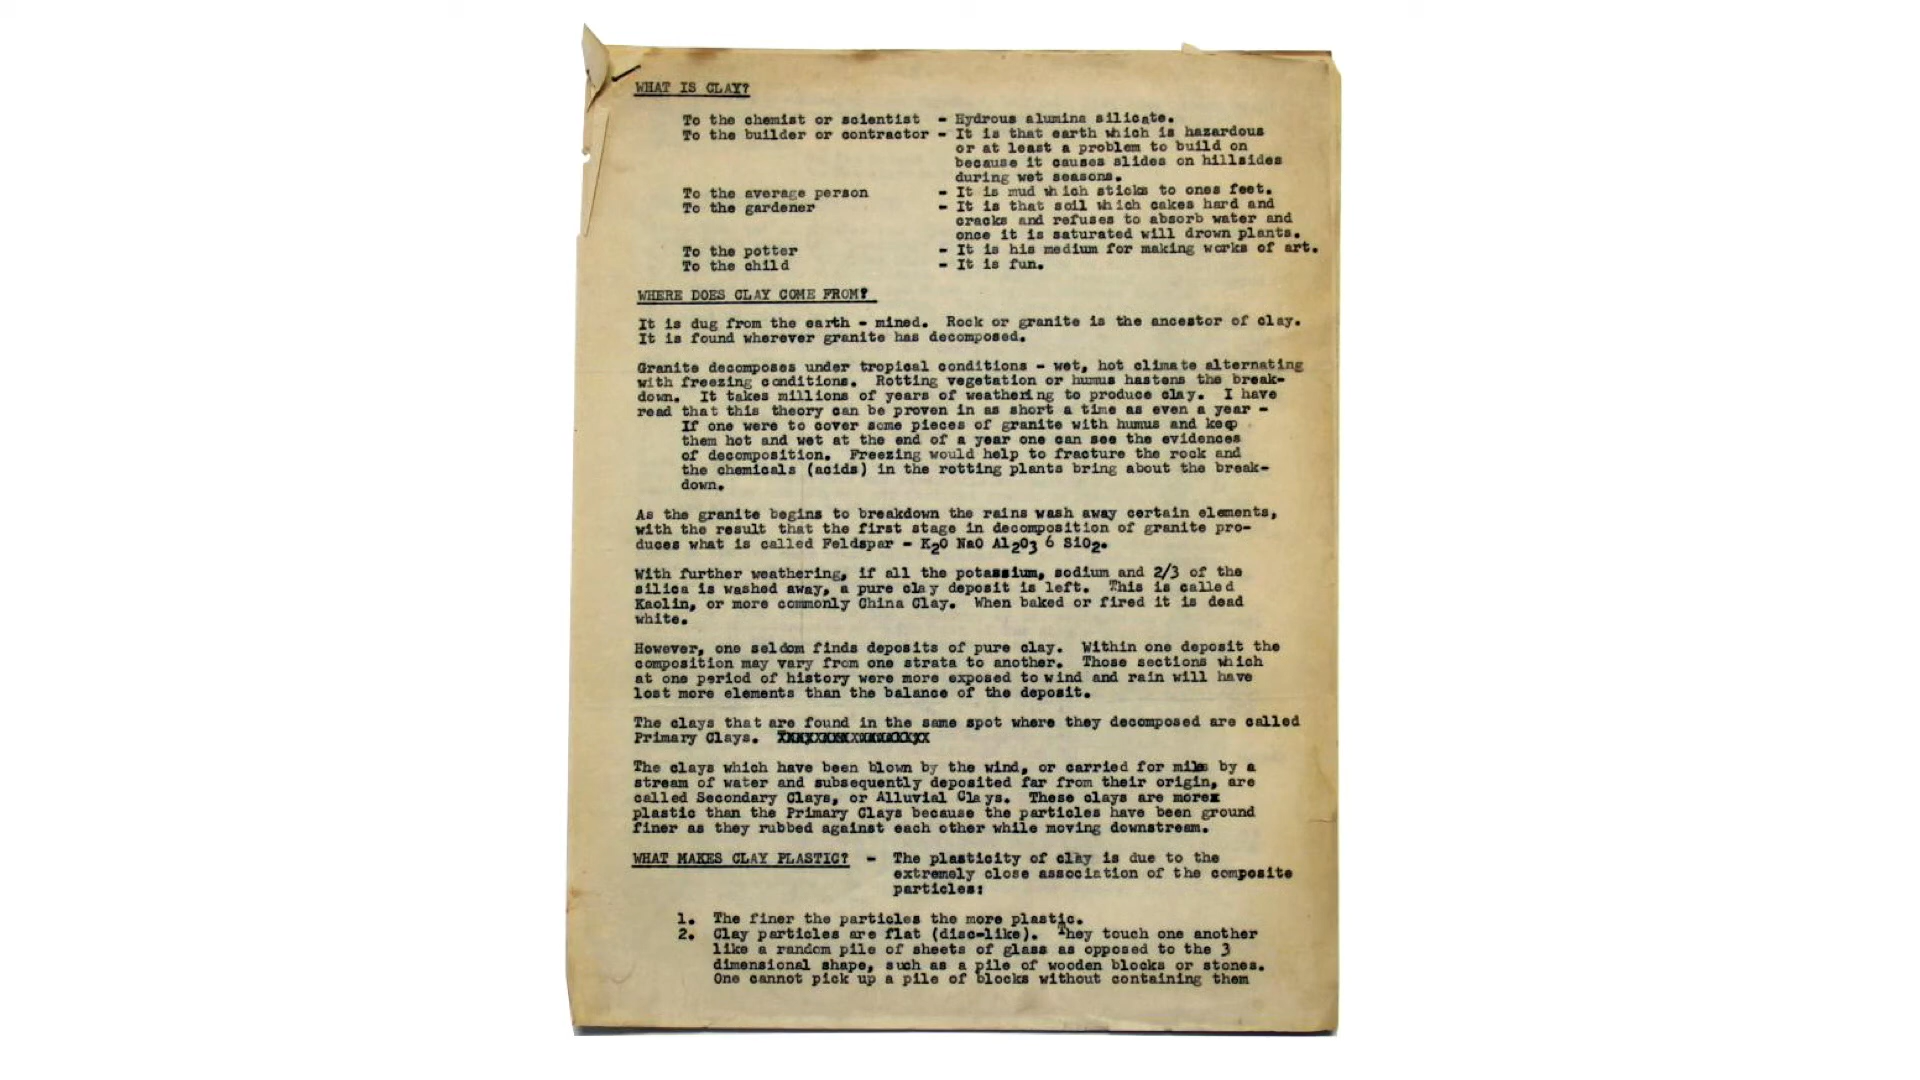 WHAT IS CLAY?
To the chemist or scientist - Hydrous alumina silicate.
To the builder or contractor - It is that earth which is hazardous
or at least a problem to build on
because it causes slides on hillsides
during wet seasons.
To the average person - It is mud which sticks to ones feet.
To the gardener - It is that soil which cakes hard and
cracks and refuses to absorb water and
once it is saturated will drown plants.
To the potter - It is his medium for making works of art.
To the child - It is fun.
WHERE DOES CLAY COME FROM?
It is dug from the earth - mined. Rock or granite is the ancestor of clay.
It is found wherever granite has decomposed.
Granite decomposes under tropical conditions - wet, hot climate alternating
with freezing conditions. Rotting vegetation or humus hastens the break-
down. It takes millions of years of weathering to produce clay. I have
read that this theory can be proven in as short a time as even a year -
If one were to cover some pieces of granite with humus and keep
them hot and wet at the end of a year one can see the evidences
of decomposition. Freezing would help to fracture the rock and
the chemicals (acids) in the rotting plants bring about the break-
down.
As the granite begins to breakdown the rains wash away certain elements,
with the result that the first stage in decomposition of granite pro-
duces what is called Feldspar - K2O NaO Al2O3 6 SiO2.
With further weathering, if all the potassium, sodium and 2/3 of the
silica is washed away, a pure clay deposit is left. This is called
Kaolin, or more commonly China Clay. When baked or fired it is dead
white.
However, one seldom finds deposits of pure clay. Within one deposit the
composition may vary from one strata to another. Those sections which
at one period of history were more exposed to wind and rain will have
lost more elements than the balance of the deposit.
The clays that are found in the same spot where they decomposed are called
Primary Clays.
The clays which have been blown by the wind, or carried for miles by a
stream of water and subsequently deposited far from their origin, are
called Secondary Clays, or Alluvial Clays. These clays are more
plastic than the Primary Clays because the particles have been ground
finer as they rubbed against each other while moving downstream.
WHAT MAKES CLAY PLASTIC? - The plasticity of clay is due to the
extremely close association of the composite
particles:
1. The finer the particles the more plastic.
2. Clay particles are flat (disc-like). They touch one another
like a random pile of sheets of glass as opposed to the 3
dimensional shape, such as a pile of wooden blocks or stones.
One cannot pick up a pile of blocks without containing them